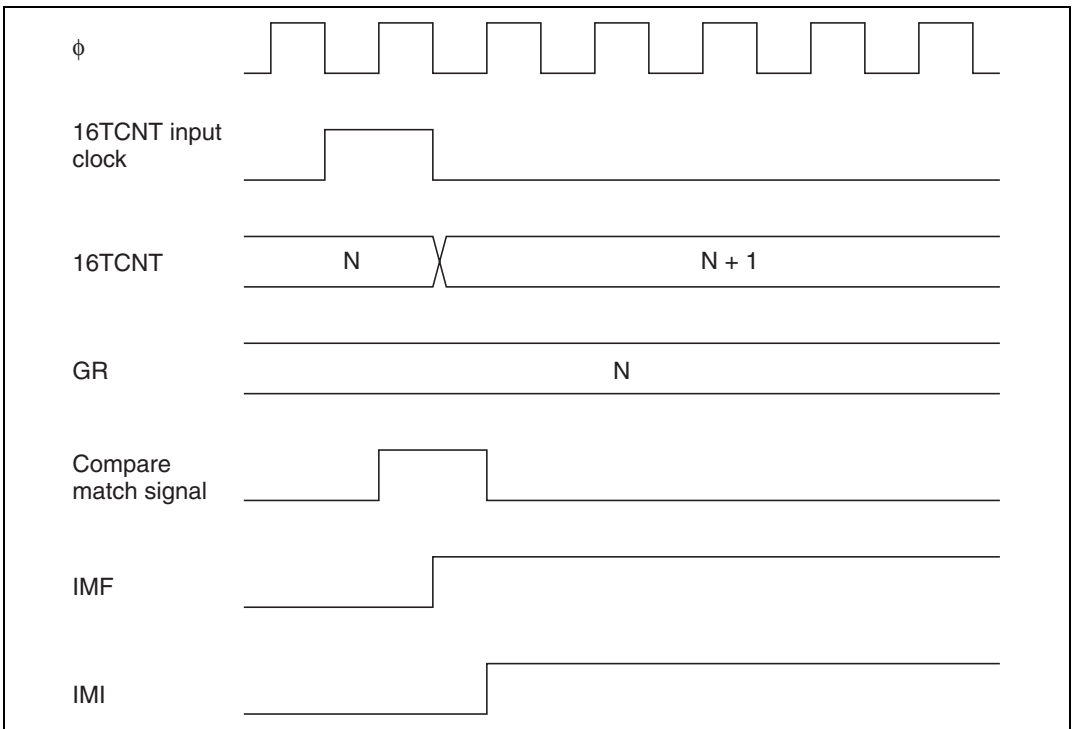 ϕ
16TCNT input
clock
16TCNT
N
N + 1
GR
N
Compare
match signal
IMF
IMI